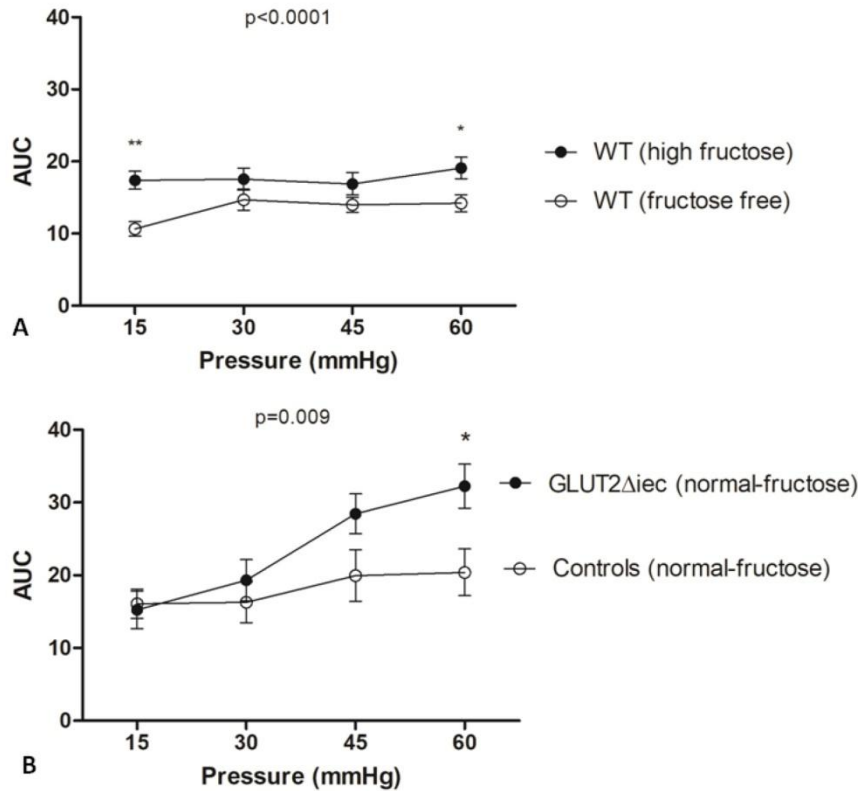 p<0.0001
40
30
20
10
0
AUC
**
*
WT (high fructose)
WT (fructose free)
15 30 45 60
A
Pressure (mmHg)
p=0.009
40
30
20
10
0
AUC
*
GLUT2Δiec (normal-fructose)
Controls (normal-fructose)
15 30 45 60
B
Pressure (mmHg)